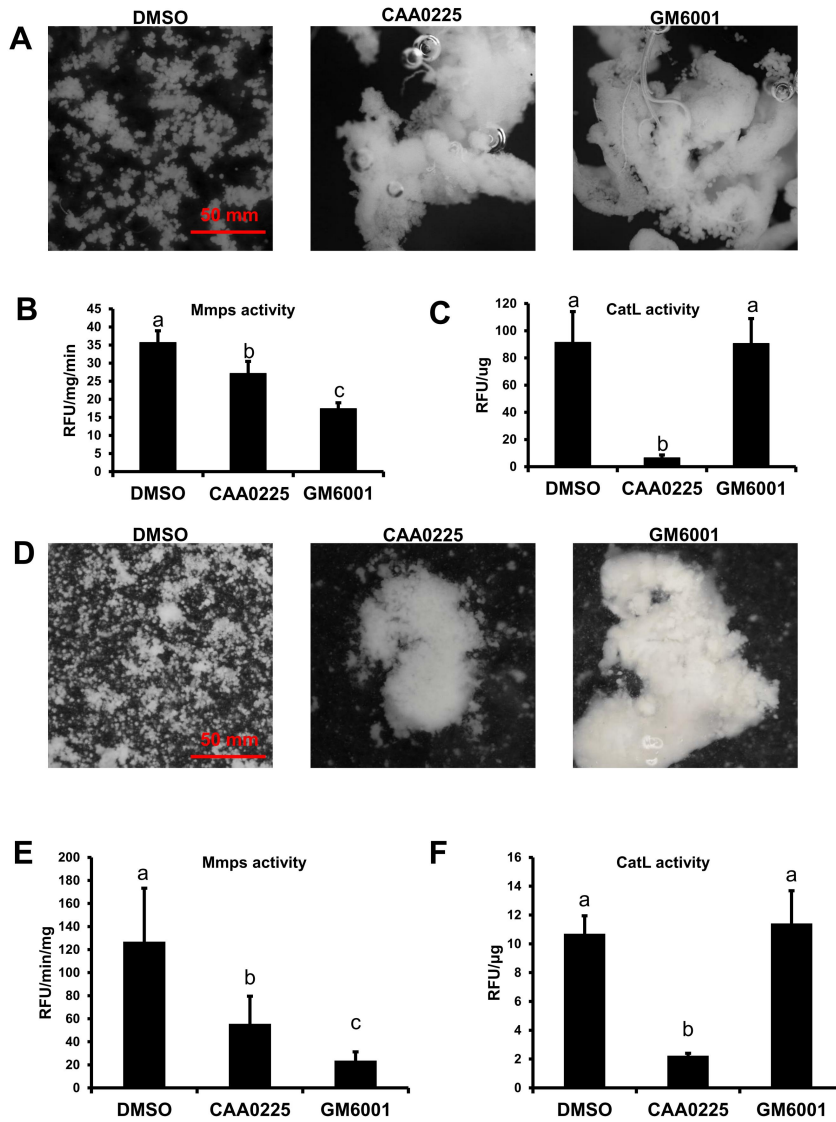 A
DMSO
CAA0225
GM6001
50 mm
B
Mmps activity
RFU/mg/min
45
40
35
30
25
20
15
10
5
0
a
b
c
DMSO
CAA0225
GM6001
C
CatL activity
RFU/ug
120
100
80
60
40
20
0
a
b
a
DMSO
CAA0225
GM6001
D
DMSO
CAA0225
GM6001
50 mm
E
Mmps activity
RFU/min/mg
200
180
160
140
120
100
80
60
40
20
0
a
b
c
DMSO
CAA0225
GM6001
F
CatL activity
RFU/µg
16
14
12
10
8
6
4
2
0
a
b
a
DMSO
CAA0225
GM6001